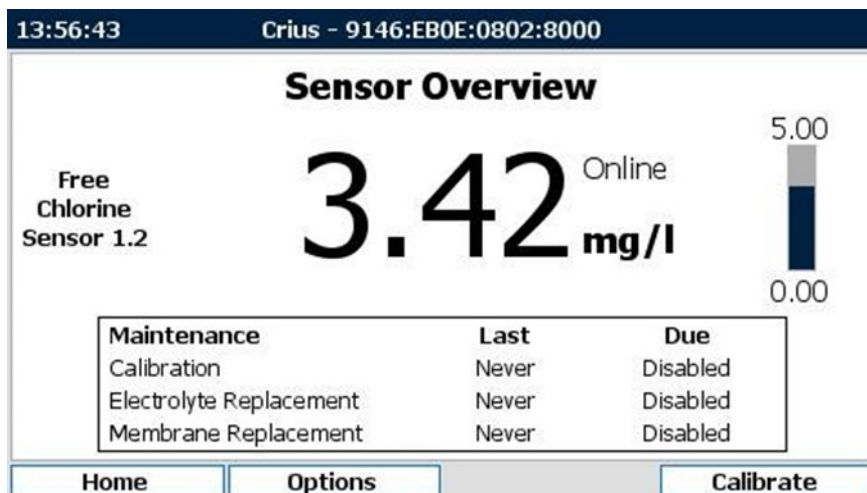 13:56:43 Crius - 9146:EB0E:0802:8000
Sensor Overview
Free
Chlorine
Sensor 1.2
3.42
Online
mg/l
5.00
0.00
Maintenance Last Due
Calibration Never Disabled
Electrolyte Replacement Never Disabled
Membrane Replacement Never Disabled
Home Options Calibrate